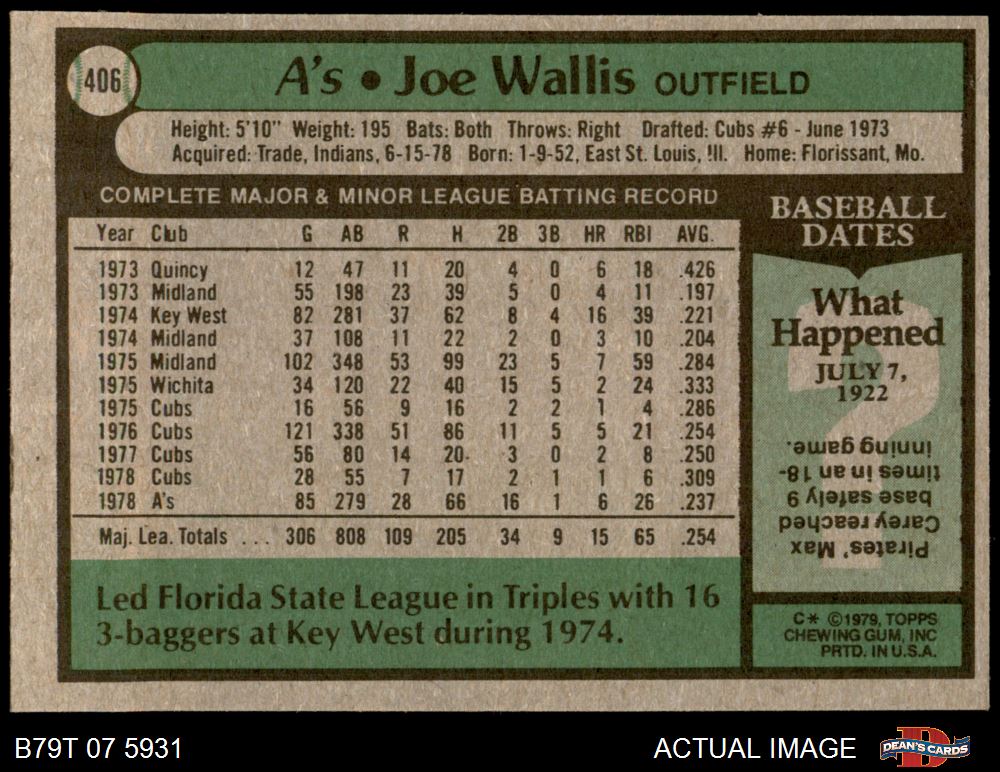 406
A's • Joe Wallis OUTFIELD
Height: 5'10" Weight: 195 Bats: Both Throws: Right Drafted: Cubs #6 - June 1973
Acquired: Trade, Indians, 6-15-78 Born: 1-9-52, East St. Louis, Ill. Home: Florissant, Mo.
COMPLETE MAJOR & MINOR LEAGUE BATTING RECORD
Year Club G AB R H 2B 3B HR RBI AVG.
1973 Quincy 12 47 11 20 4 0 6 18 .426
1973 Midland 55 198 23 39 5 0 4 11 .197
1974 Key West 82 281 37 62 8 4 16 39 .221
1974 Midland 37 108 11 22 2 0 3 10 .204
1975 Midland 102 348 53 99 23 5 7 59 .284
1975 Wichita 34 120 22 40 15 5 2 24 .333
1975 Cubs 16 56 9 16 2 2 1 4 .286
1976 Cubs 121 338 51 86 11 5 5 21 .254
1977 Cubs 56 80 14 20 3 0 2 8 .250
1978 Cubs 28 55 7 17 2 1 1 6 .309
1978 A's 85 279 28 66 16 1 6 26 .237
Maj. Lea. Totals ... 306 808 109 205 34 9 15 65 .254
Led Florida State League in Triples with 16
3-baggers at Key West during 1974.
BASEBALL
DATES
What
Happened
JULY 7,
1922
Pirates' Max
Carey reached
base safely 9
times in an 18-
inning game.
C* ©1979, TOPPS
CHEWING GUM, INC
PRTD. IN U.S.A.
B79T 07 5931
ACTUAL IMAGE
DEAN'S CARDS